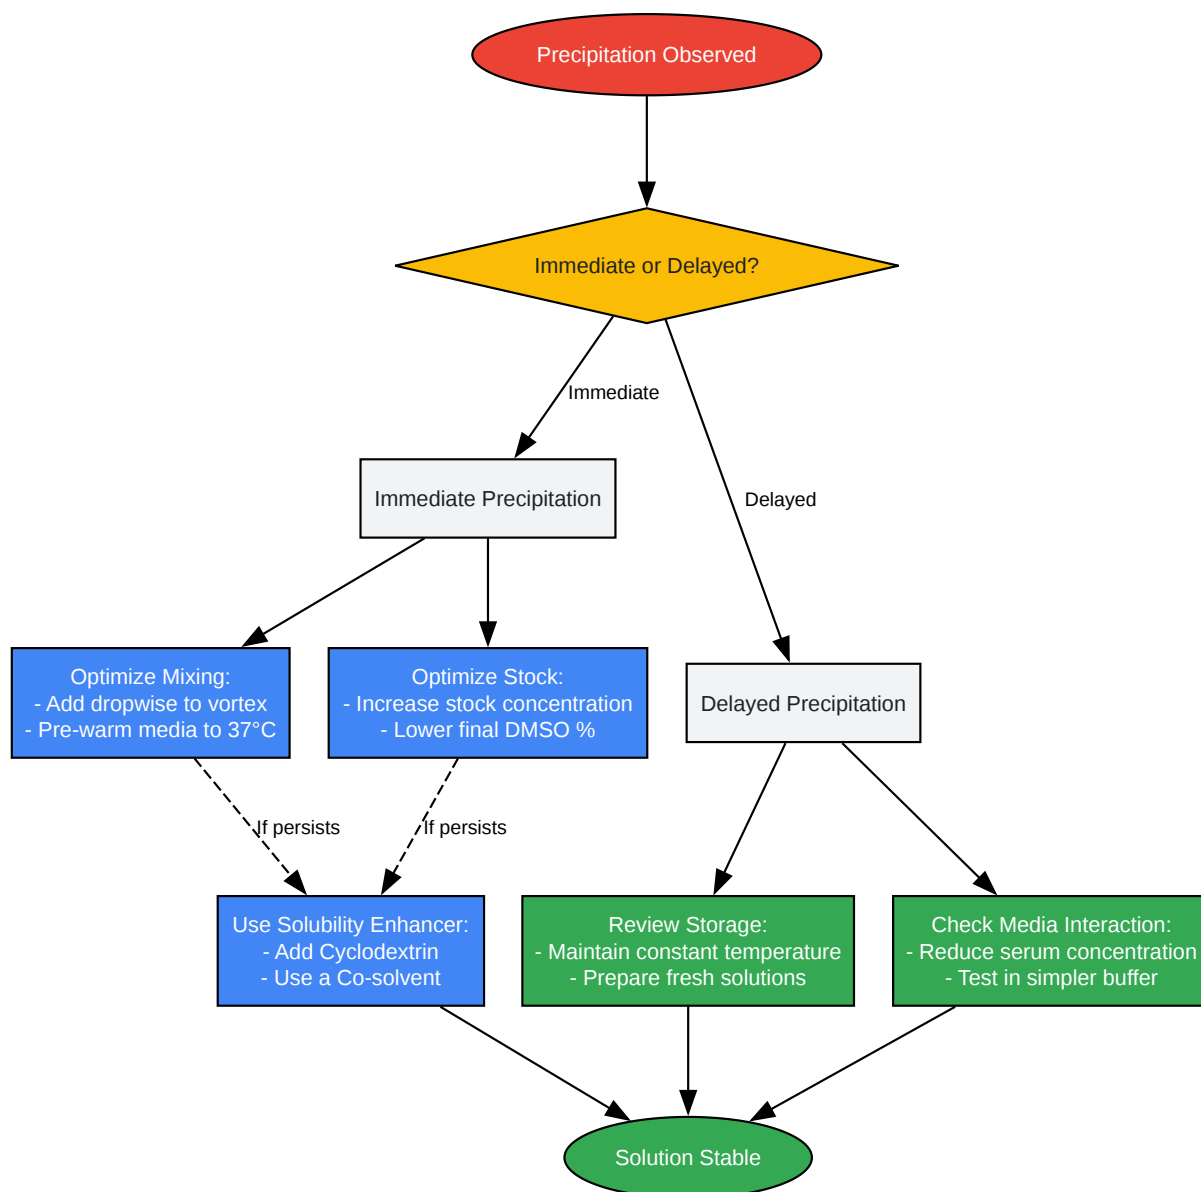 Precipitation Observed
Immediate or Delayed?
Immediate
Delayed
Immediate Precipitation
Optimize Mixing:
- Add dropwise to vortex
- Pre-warm media to 37°C
Optimize Stock:
- Increase stock concentration
- Lower final DMSO %
Delayed Precipitation
If persists
If persists
Use Solubility Enhancer:
- Add Cyclodextrin
- Use a Co-solvent
Review Storage:
- Maintain constant temperature
- Prepare fresh solutions
Check Media Interaction:
- Reduce serum concentration
- Test in simpler buffer
Solution Stable